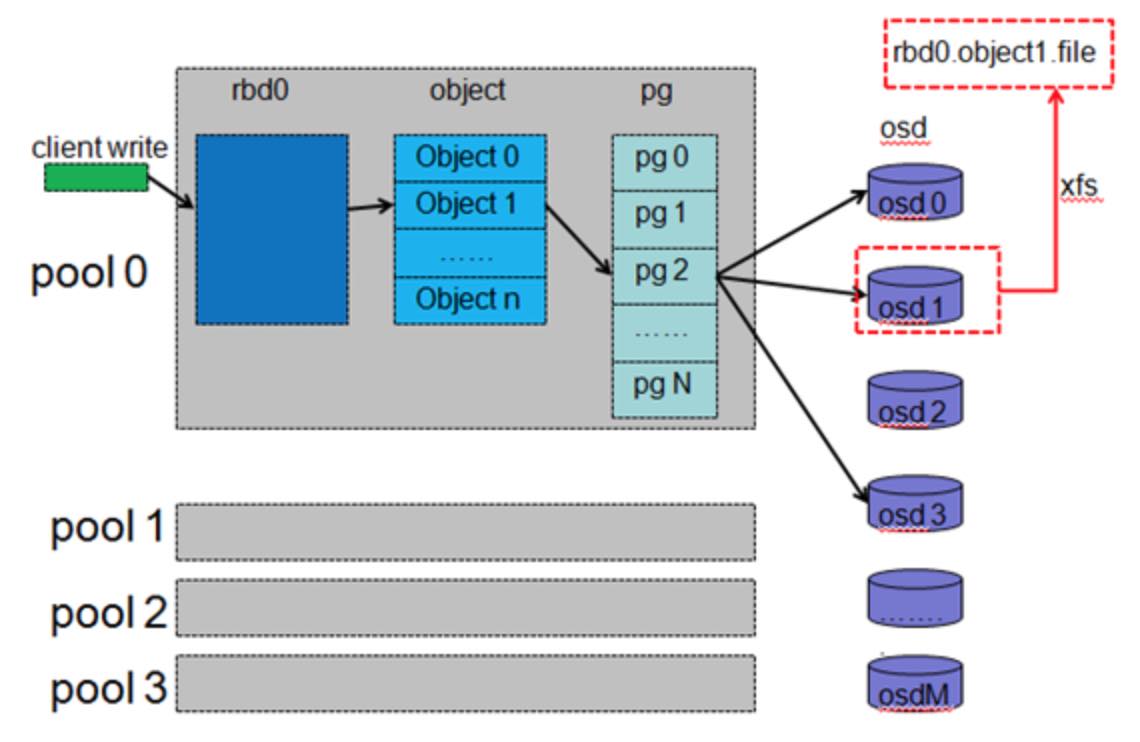 rbd0.object1.file
rbd0
object
pg
osd
client write
Object 0
Object 1
......
Object n
pg 0
pg 1
pg 2
......
pg N
osd 0
xfs
osd 1
osd 2
osd 3
.......
osdM
pool 0
pool 1
pool 2
pool 3